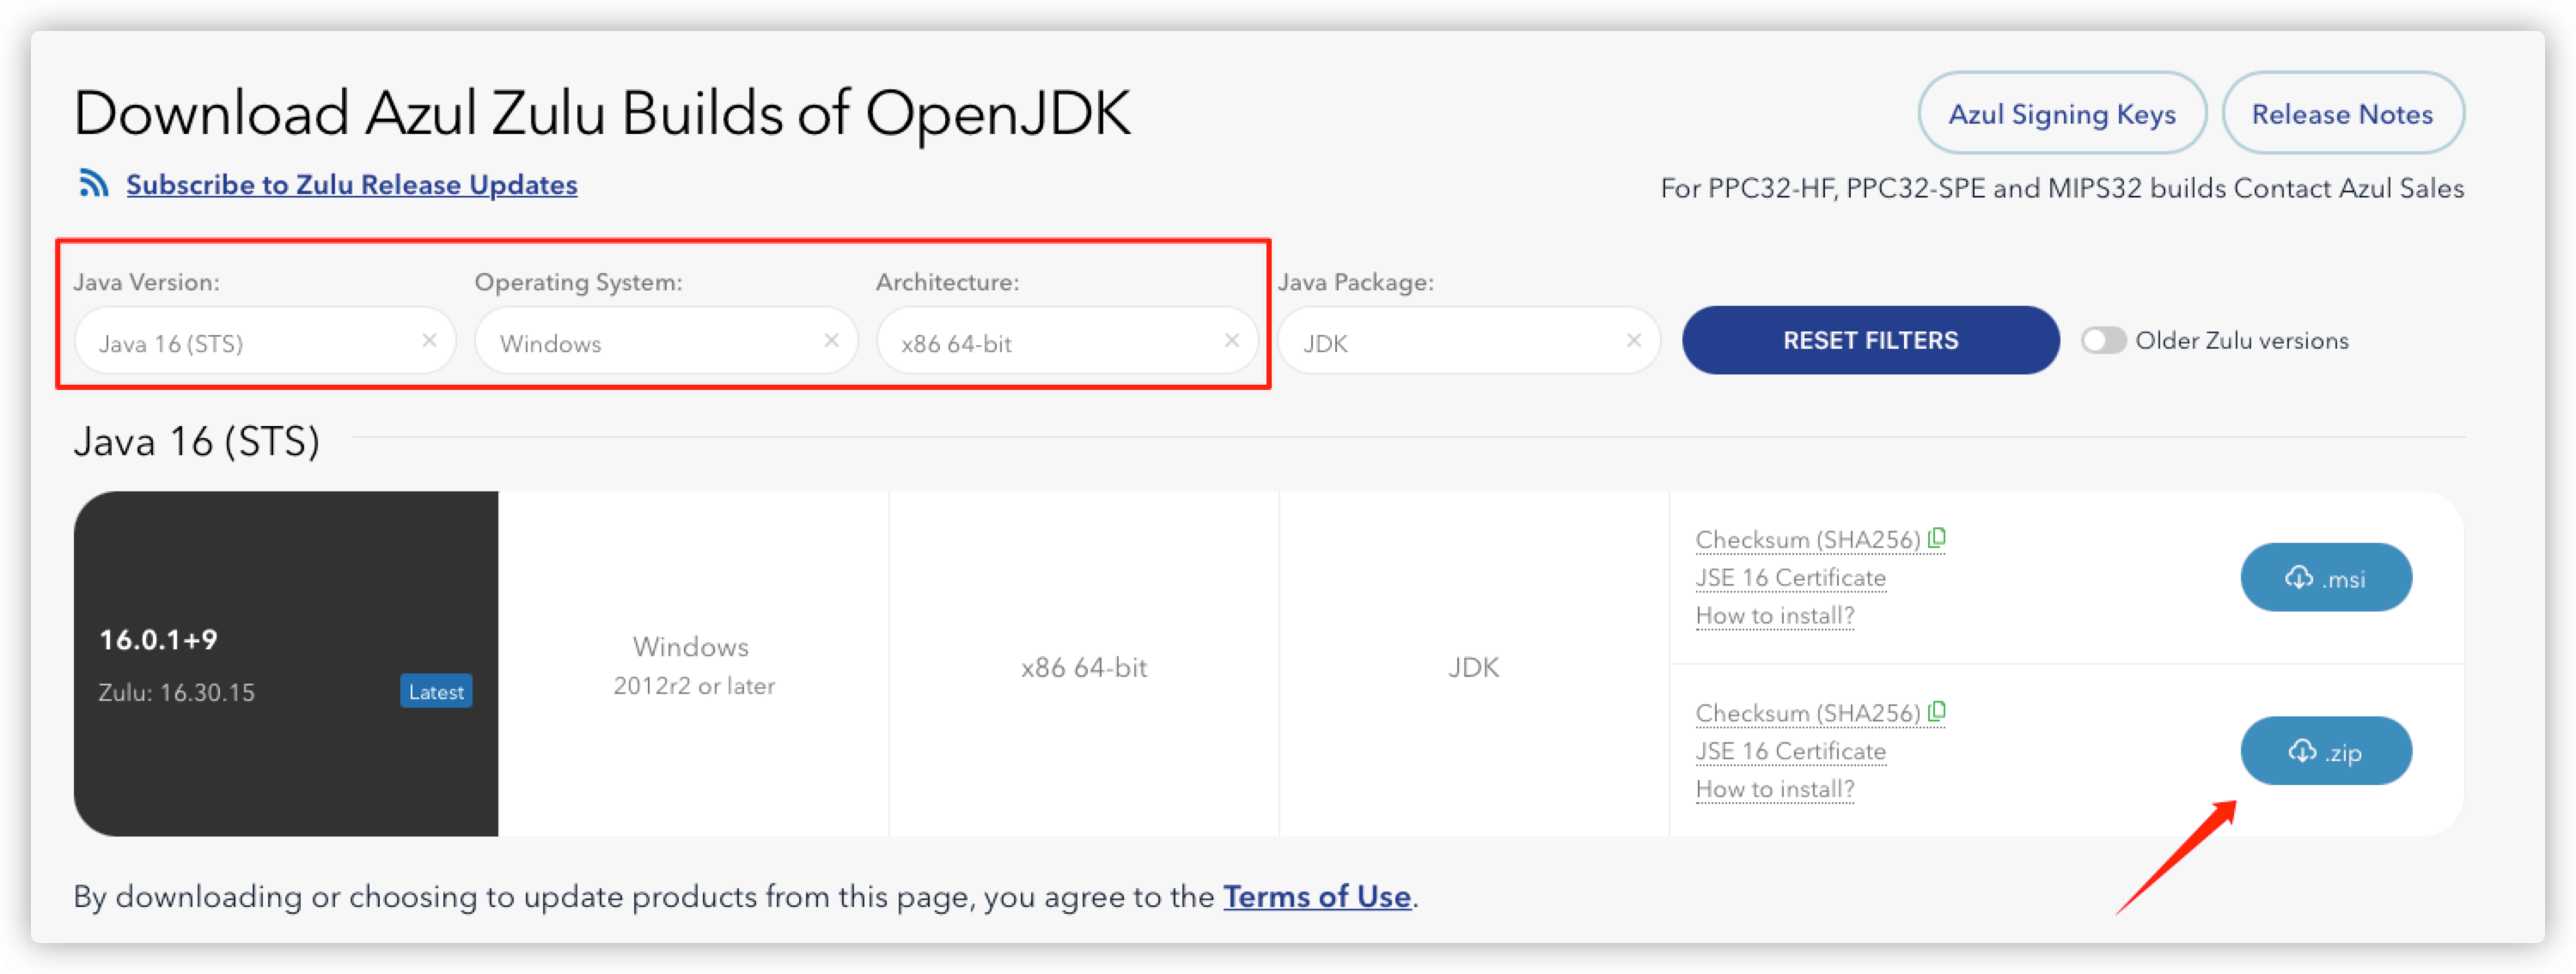 Download Azul Zulu Builds of OpenJDK
Azul Signing Keys
Release Notes
Subscribe to Zulu Release Updates
For PPC32-HF, PPC32-SPE and MIPS32 builds Contact Azul Sales
Java Version:
Operating System:
Architecture:
Java Package:
Java 16 (STS)
Windows
x86 64-bit
JDK
RESET FILTERS
Older Zulu versions
Java 16 (STS)
16.0.1+9
Zulu: 16.30.15
Latest
Windows
2012r2 or later
x86 64-bit
JDK
Checksum (SHA256)
JSE 16 Certificate
How to install?
.msi
Checksum (SHA256)
JSE 16 Certificate
How to install?
.zip
By downloading or choosing to update products from this page, you agree to the Terms of Use.